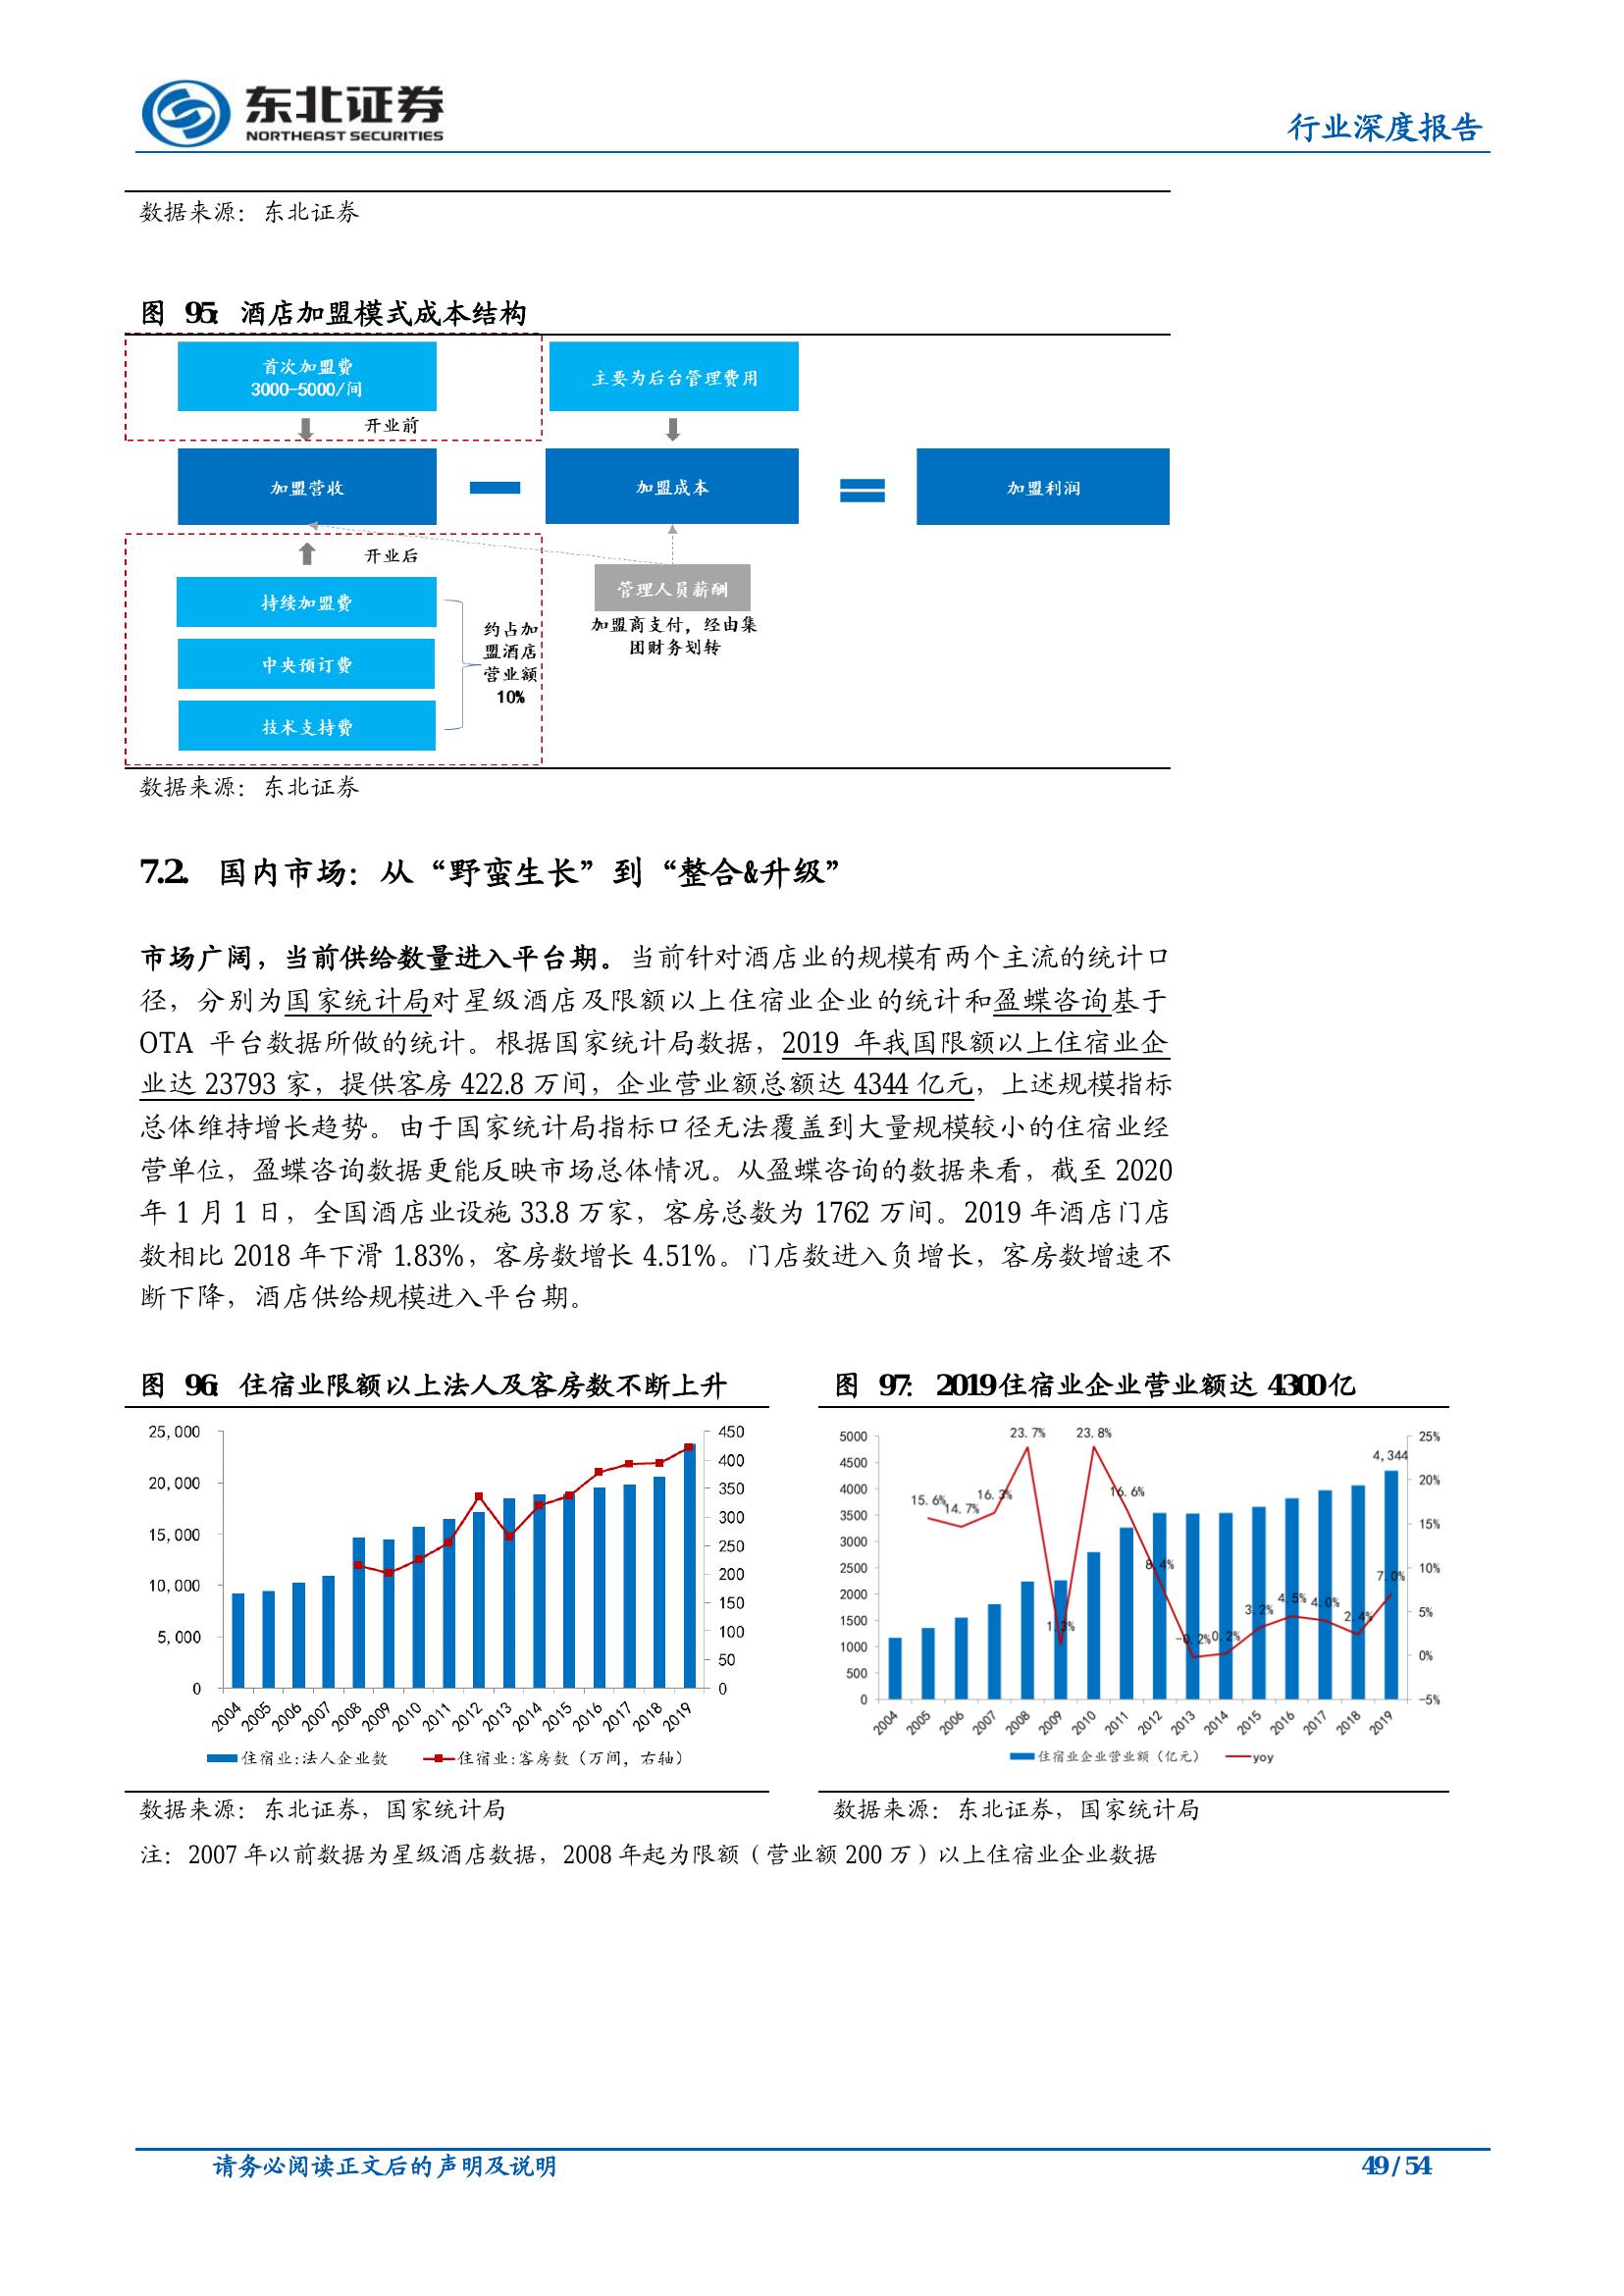 东北证券
NORTHEAST SECURITIES
行业深度报告
数据来源：东北证券
图 95：酒店加盟模式成本结构
首次加盟费
3000-5000/间
主要为后台管理费用
开业前
加盟营收
加盟成本
加盟利润
开业后
管理人员薪酬
加盟商支付，经由集
团财务划转
持续加盟费
中央预订费
技术支持费
约占加
盟酒店
营业额
10%
数据来源：东北证券
7.2. 国内市场：从“野蛮生长”到“整合&升级”
市场广阔，当前供给数量进入平台期。当前针对酒店业的规模有两个主流的统计口
径，分别为国家统计局对星级酒店及限额以上住宿业企业的统计和盈蝶咨询基于
OTA 平台数据所做的统计。根据国家统计局数据，2019 年我国限额以上住宿业企
业达 23793 家，提供客房 422.8 万间，企业营业额总额达 4344 亿元，上述规模指标
总体维持增长趋势。由于国家统计局指标口径无法覆盖到大量规模较小的住宿业经
营单位，盈蝶咨询数据更能反映市场总体情况。从盈蝶咨询的数据来看，截至 2020
年 1 月 1 日，全国酒店业设施 33.8 万家，客房总数为 1762 万间。2019 年酒店门店
数相比 2018 年下滑 1.83%，客房数增长 4.51%。门店数进入负增长，客房数增速不
断下降，酒店供给规模进入平台期。
图 96：住宿业限额以上法人及客房数不断上升
25,000
20,000
15,000
10,000
5,000
0
450
400
350
300
250
200
150
100
50
0
2004 2005 2006 2007 2008 2009 2010 2011 2012 2013 2014 2015 2016 2017 2018 2019
住宿业:法人企业数 住宿业:客房数（万间，右轴）
数据来源：东北证券，国家统计局
图 97：2019 住宿业企业营业额达 4300 亿
5000
4500
4000
3500
3000
2500
2000
1500
1000
500
0
15.6% 14.7% 16.3% 23.7% 1.3% 23.8% 16.6% 8.4% -0.2% 0.2% 3.2% 4.5% 4.0% 2.4% 7.0%
4,344
25%
20%
15%
10%
5%
0%
-5%
2004 2005 2006 2007 2008 2009 2010 2011 2012 2013 2014 2015 2016 2017 2018 2019
住宿业企业营业额（亿元） yoy
数据来源：东北证券，国家统计局
注：2007 年以前数据为星级酒店数据，2008 年起为限额（营业额 200 万）以上住宿业企业数据
请务必阅读正文后的声明及说明
49 / 54